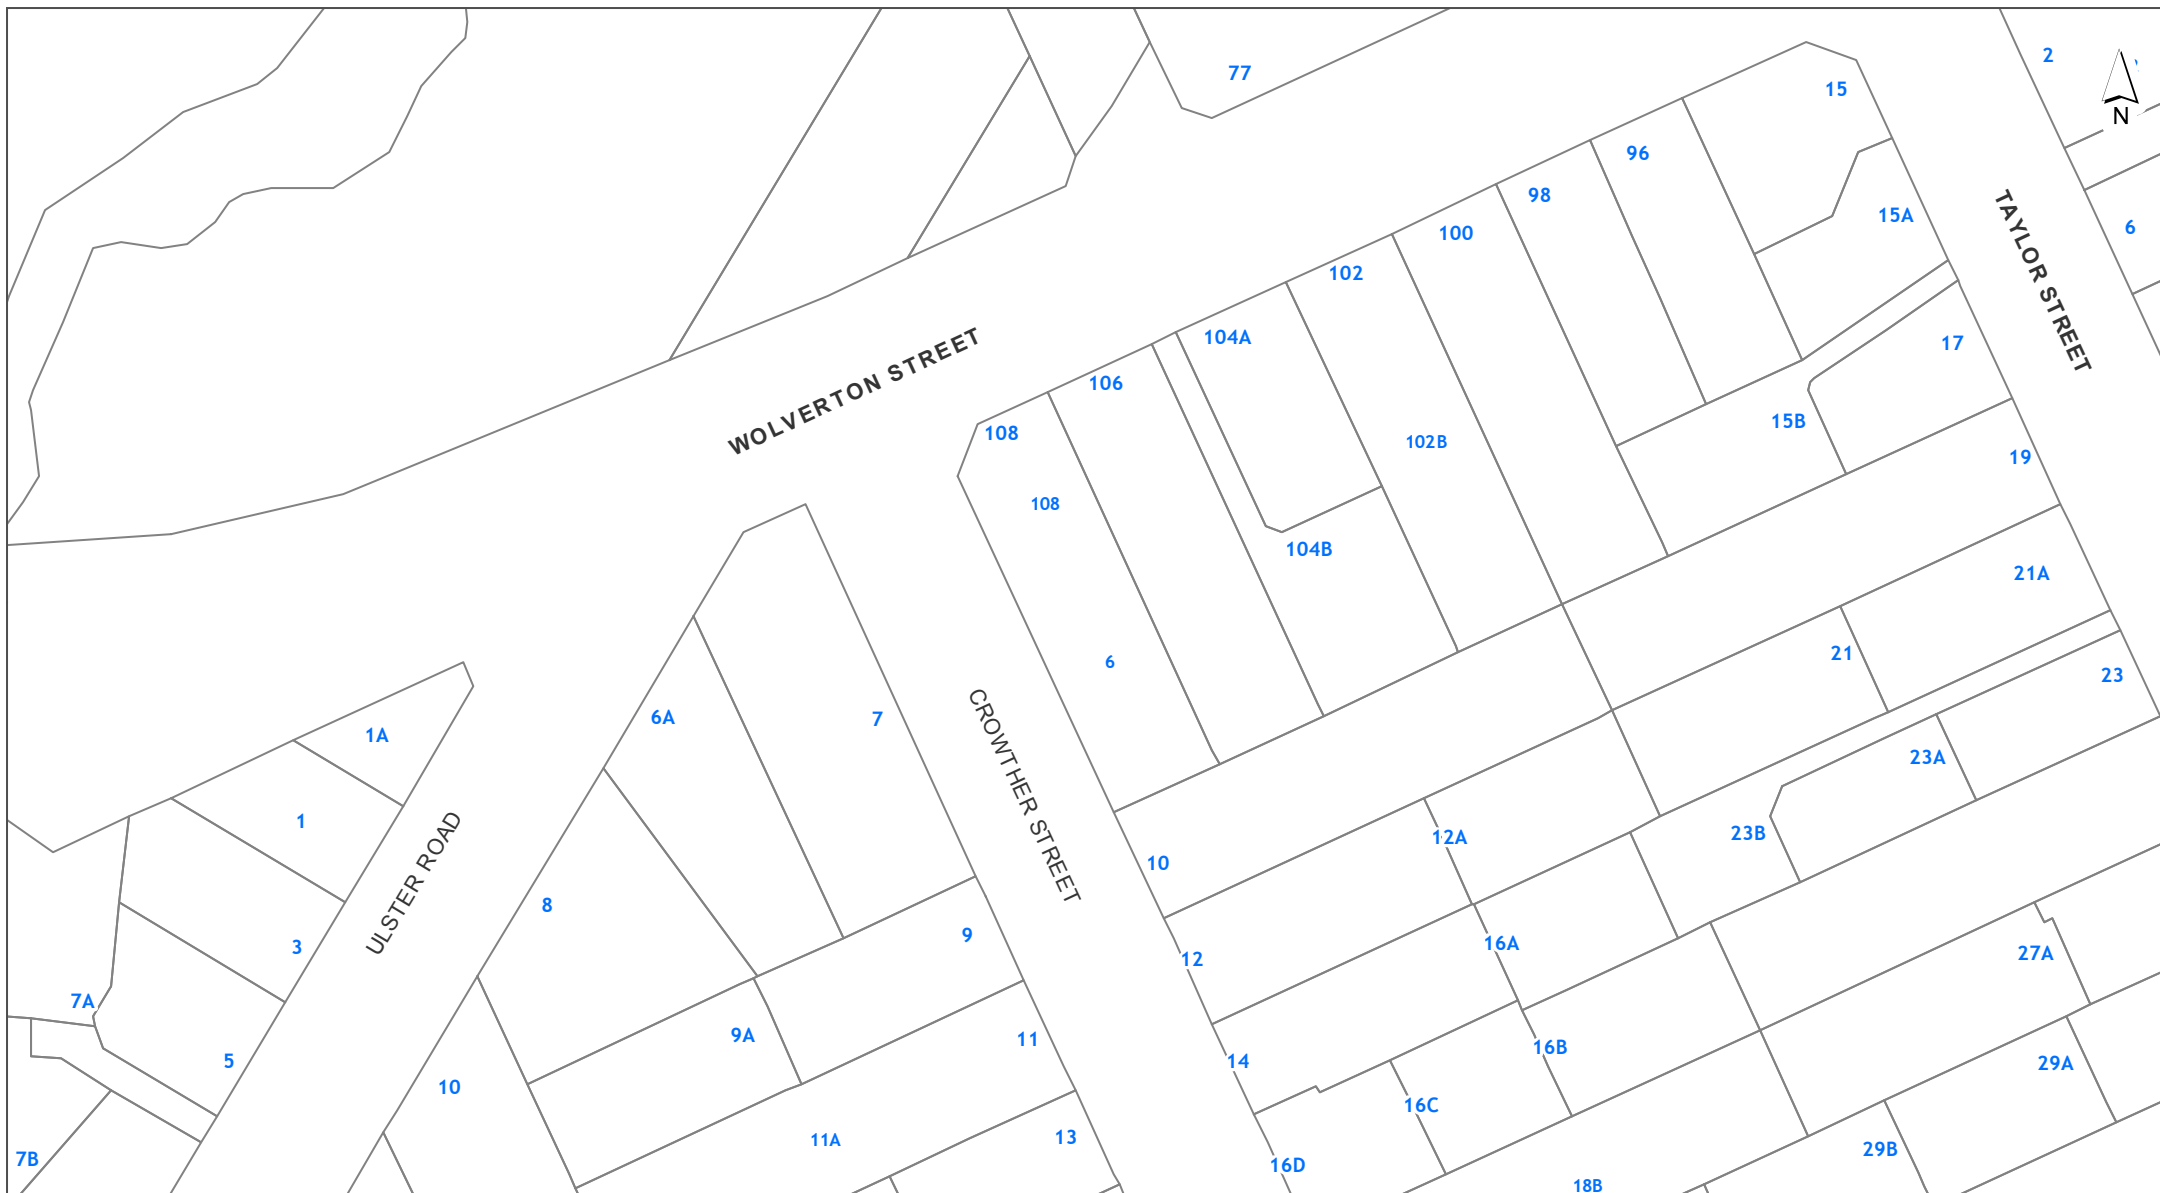 77
2
15
N
96
98
15A
6
100
102
104A
WOLVERTON STREET
TAYLOR STREET
17
106
15B
108
102B
19
108
104B
21A
6
21
23
6A
7
1A
23A
CROWTHER STREET
1
23B
12A
10
ULSTER ROAD
8
9
3
16A
27A
12
7A
9A
11
16B
5
14
29A
10
16C
11A
13
29B
7B
16D
18B